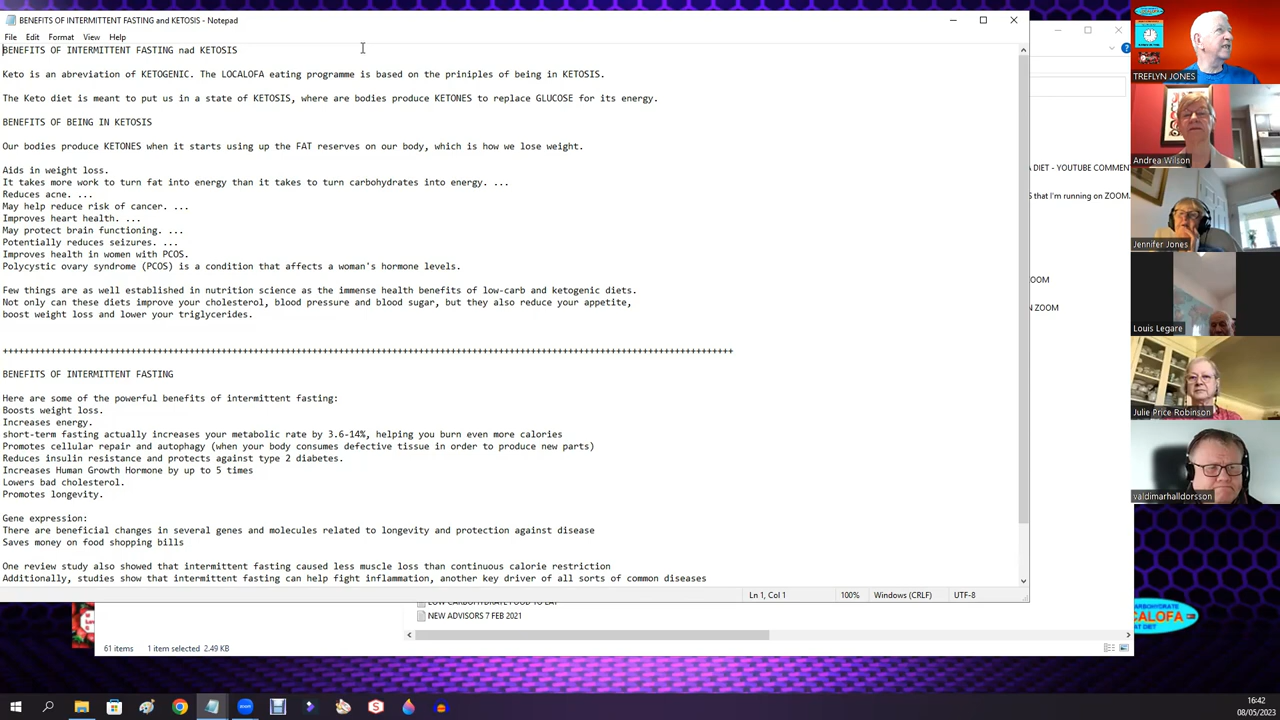 BENEFITS OF INTERMITTENT FASTING and KETOSIS - Notepad
File Edit Format View Help
BENEFITS OF INTERMITTENT FASTING nad KETOSIS
Keto is an abreviation of KETOGENIC. The LOCALOFA eating programme is based on the priniples of being in KETOSIS.
The Keto diet is meant to put us in a state of KETOSIS, where are bodies produce KETONES to replace GLUCOSE for its energy.
BENEFITS OF BEING IN KETOSIS
Our bodies produce KETONES when it starts using up the FAT reserves on our body, which is how we lose weight.
Aids in weight loss.
It takes more work to turn fat into energy than it takes to turn carbohydrates into energy. ...
Reduces acne. ...
May help reduce risk of cancer. ...
Improves heart health. ...
May protect brain functioning. ...
Potentially reduces seizures. ...
Improves health in women with PCOS.
Polycystic ovary syndrome (PCOS) is a condition that affects a woman's hormone levels.
Few things are as well established in nutrition science as the immense health benefits of low-carb and ketogenic diets.
Not only can these diets improve your cholesterol, blood pressure and blood sugar, but they also reduce your appetite,
boost weight loss and lower your triglycerides.
+++++++++++++++++++++++++++++++++++++++++++++++++++++++++++++++++++++++++++++++++++++++++++++++++++++++++++++++++++++++++++++++++++++++++
BENEFITS OF INTERMITTENT FASTING
Here are some of the powerful benefits of intermittent fasting:
Boosts weight loss.
Increases energy.
short-term fasting actually increases your metabolic rate by 3.6-14%, helping you burn even more calories
Promotes cellular repair and autophagy (when your body consumes defective tissue in order to produce new parts)
Reduces insulin resistance and protects against type 2 diabetes.
Increases Human Growth Hormone by up to 5 times
Lowers bad cholesterol.
Promotes longevity.
Gene expression:
There are beneficial changes in several genes and molecules related to longevity and protection against disease
Saves money on food shopping bills
One review study also showed that intermittent fasting caused less muscle loss than continuous calorie restriction
Additionally, studies show that intermittent fasting can help fight inflammation, another key driver of all sorts of common diseases
Ln 1, Col 1 100% Windows (CRLF) UTF-8
DIET - YOUTUBE COMMEN
S that I'm running on ZOOM.
OOM
N ZOOM
NEW ADVISORS 7 FEB 2021
61 items 1 item selected 2.49 KB
TREFLYN JONES
Andrea Wilson
Jennifer Jones
Louis Legare
Julie Price Robinson
valdimarhalldorsson
CARBOHYDRATE
CALOFA
AT DIET
16:42
08/05/2023